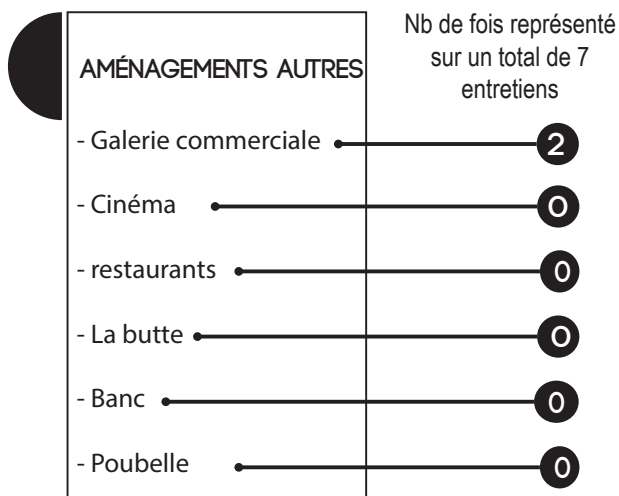 Nb de fois représenté
sur un total de 7
entretiens
AMÉNAGEMENTS AUTRES
- Galerie commerciale 2
- Cinéma 0
- restaurants 0
- La butte 0
- Banc 0
- Poubelle 0